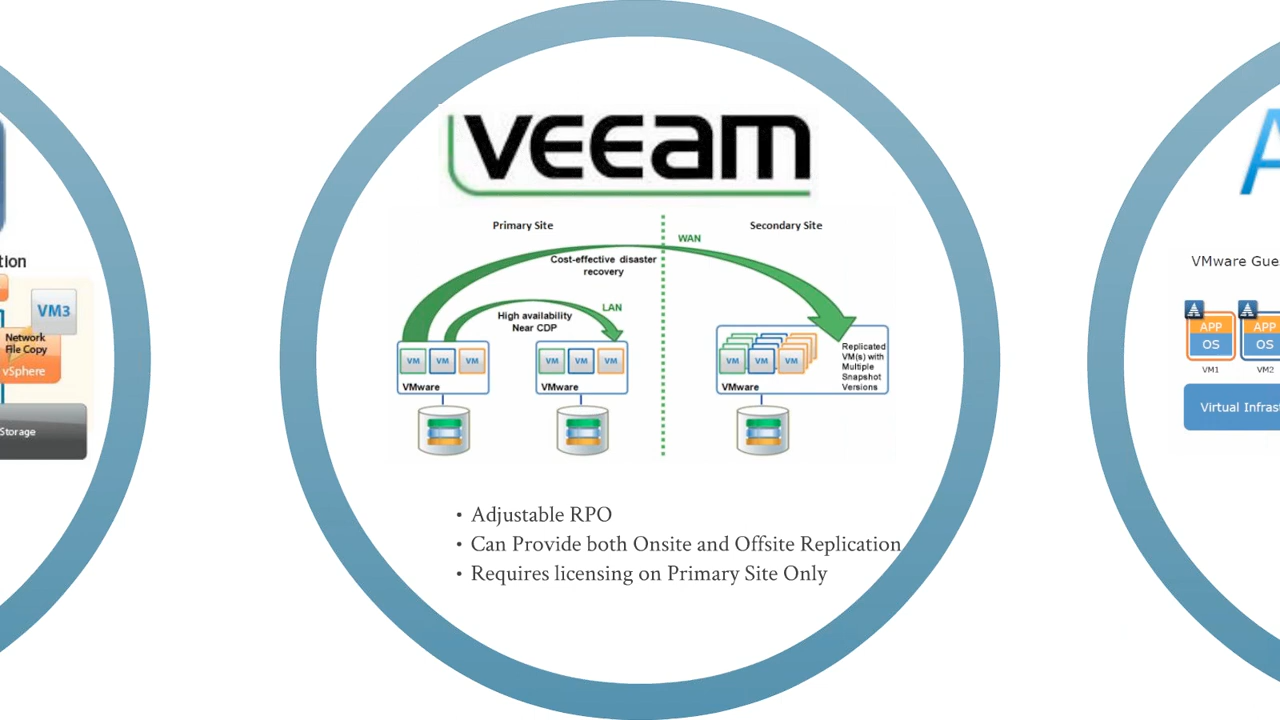 tion
VM3
Network
File Copy
vSphere
Storage
VEEAM
Primary Site
Secondary Site
WAN
Cost-effective disaster
recovery
LAN
High availability
Near CDP
VM VM VM
VMware
VM VM VM
VMware
VM VM VM
VMware
Replicated
VM(s) with
Multiple
Snapshot
Versions
• Adjustable RPO
• Can Provide both Onsite and Offsite Replication
• Requires licensing on Primary Site Only
A
VMware Gues
APP APP
OS OS
VM1 VM2
Virtual Infrast